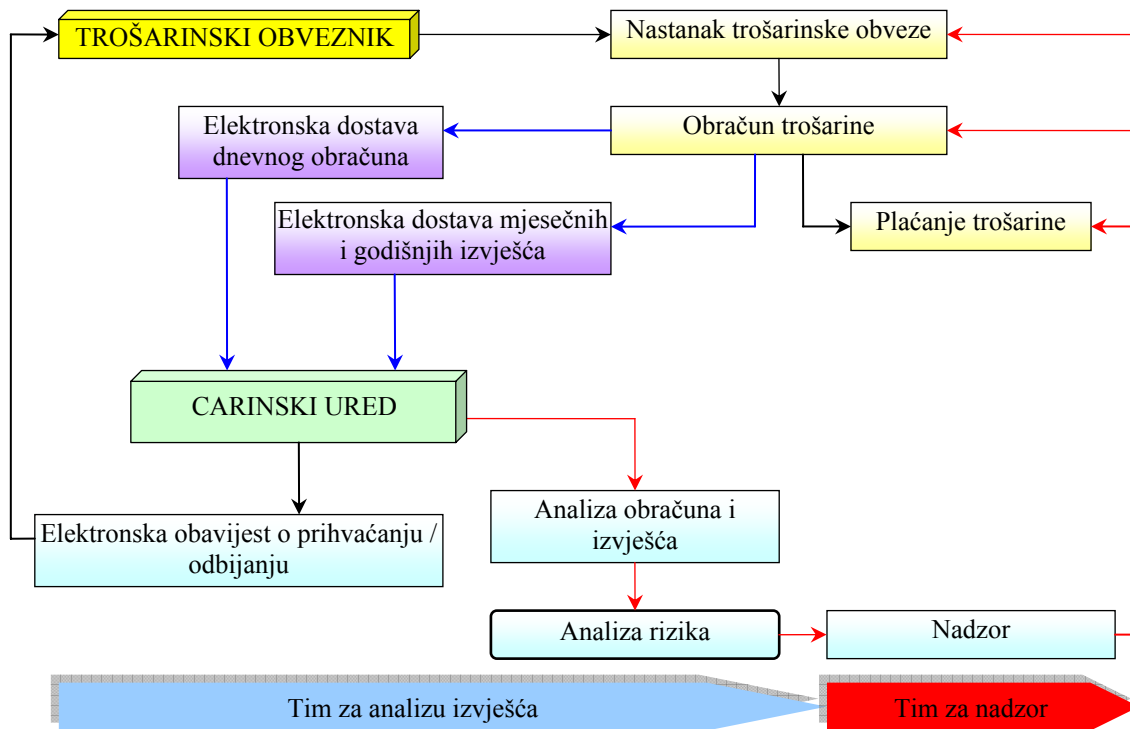 TROŠARINSKI OBVEZNIK
Nastanak trošarinske obveze
Elektronska dostava
dnevnog obračuna
Obračun trošarine
Elektronska dostava mjesečnih
i godišnjih izvješća
Plaćanje trošarine
CARINSKI URED
Elektronska obavijest o prihvaćanju /
odbijanju
Analiza obračuna i
izvješća
Analiza rizika
Nadzor
Tim za analizu izvješća
Tim za nadzor